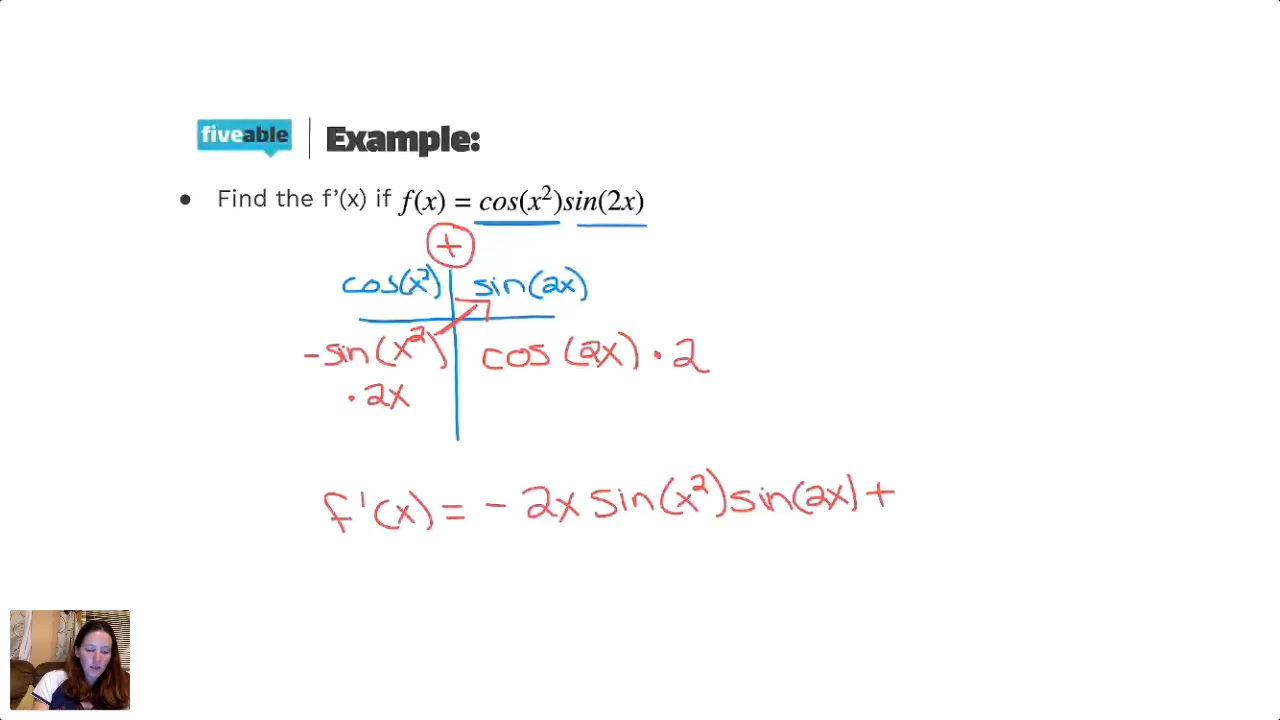 fiveable
Example:
• Find the f'(x) if f(x) = cos(x²)sin(2x)
+
cos(x²) sin(2x)
-sin(x²) cos(2x) • 2
• 2x
f'(x) = - 2x sin(x²)sin(2x) +